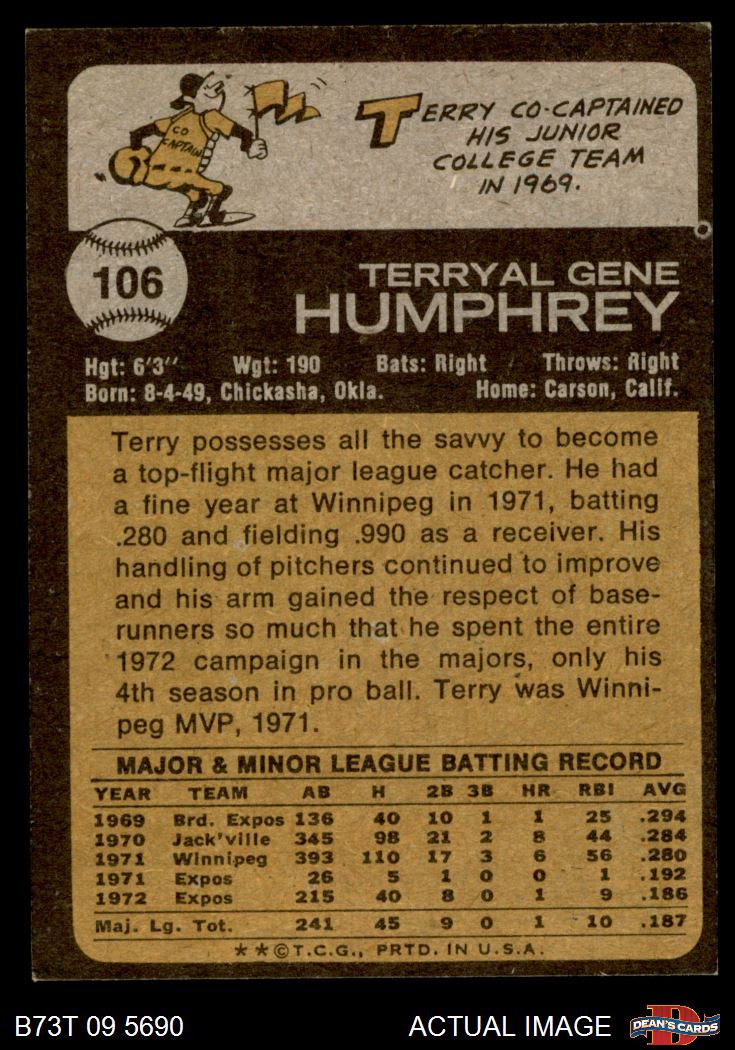 CO
CAPTAIN
TERRY CO-CAPTAINED
HIS JUNIOR
COLLEGE TEAM
IN 1969.
106
TERRYAL GENE
HUMPHREY
Hgt: 6'3" Wgt: 190 Bats: Right Throws: Right
Born: 8-4-49, Chickasha, Okla. Home: Carson, Calif.
Terry possesses all the savvy to become
a top-flight major league catcher. He had
a fine year at Winnipeg in 1971, batting
.280 and fielding .990 as a receiver. His
handling of pitchers continued to improve
and his arm gained the respect of base-
runners so much that he spent the entire
1972 campaign in the majors, only his
4th season in pro ball. Terry was Winni-
peg MVP, 1971.
MAJOR & MINOR LEAGUE BATTING RECORD
YEAR TEAM AB H 2B 3B HR RBI AVG
1969 Brd. Expos 136 40 10 1 1 25 .294
1970 Jack'ville 345 98 21 2 8 44 .284
1971 Winnipeg 393 110 17 3 6 56 .280
1971 Expos 26 5 1 0 0 1 .192
1972 Expos 215 40 8 0 1 9 .186
Maj. Lg. Tot. 241 45 9 0 1 10 .187
**©T.C.G., PRTD. IN U.S.A.
B73T 09 5690 ACTUAL IMAGE D DEAN'S CARDS